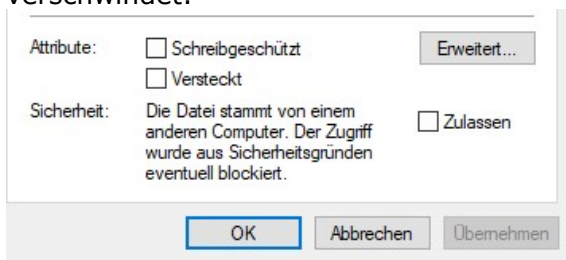 verschwindet.
Attribute: Schreibgeschützt Erweitert...
Versteckt
Sicherheit: Die Datei stammt von einem
anderen Computer. Der Zugriff Zulassen
wurde aus Sicherheitsgründen
eventuell blockiert.
OK Abbrechen Übernehmen